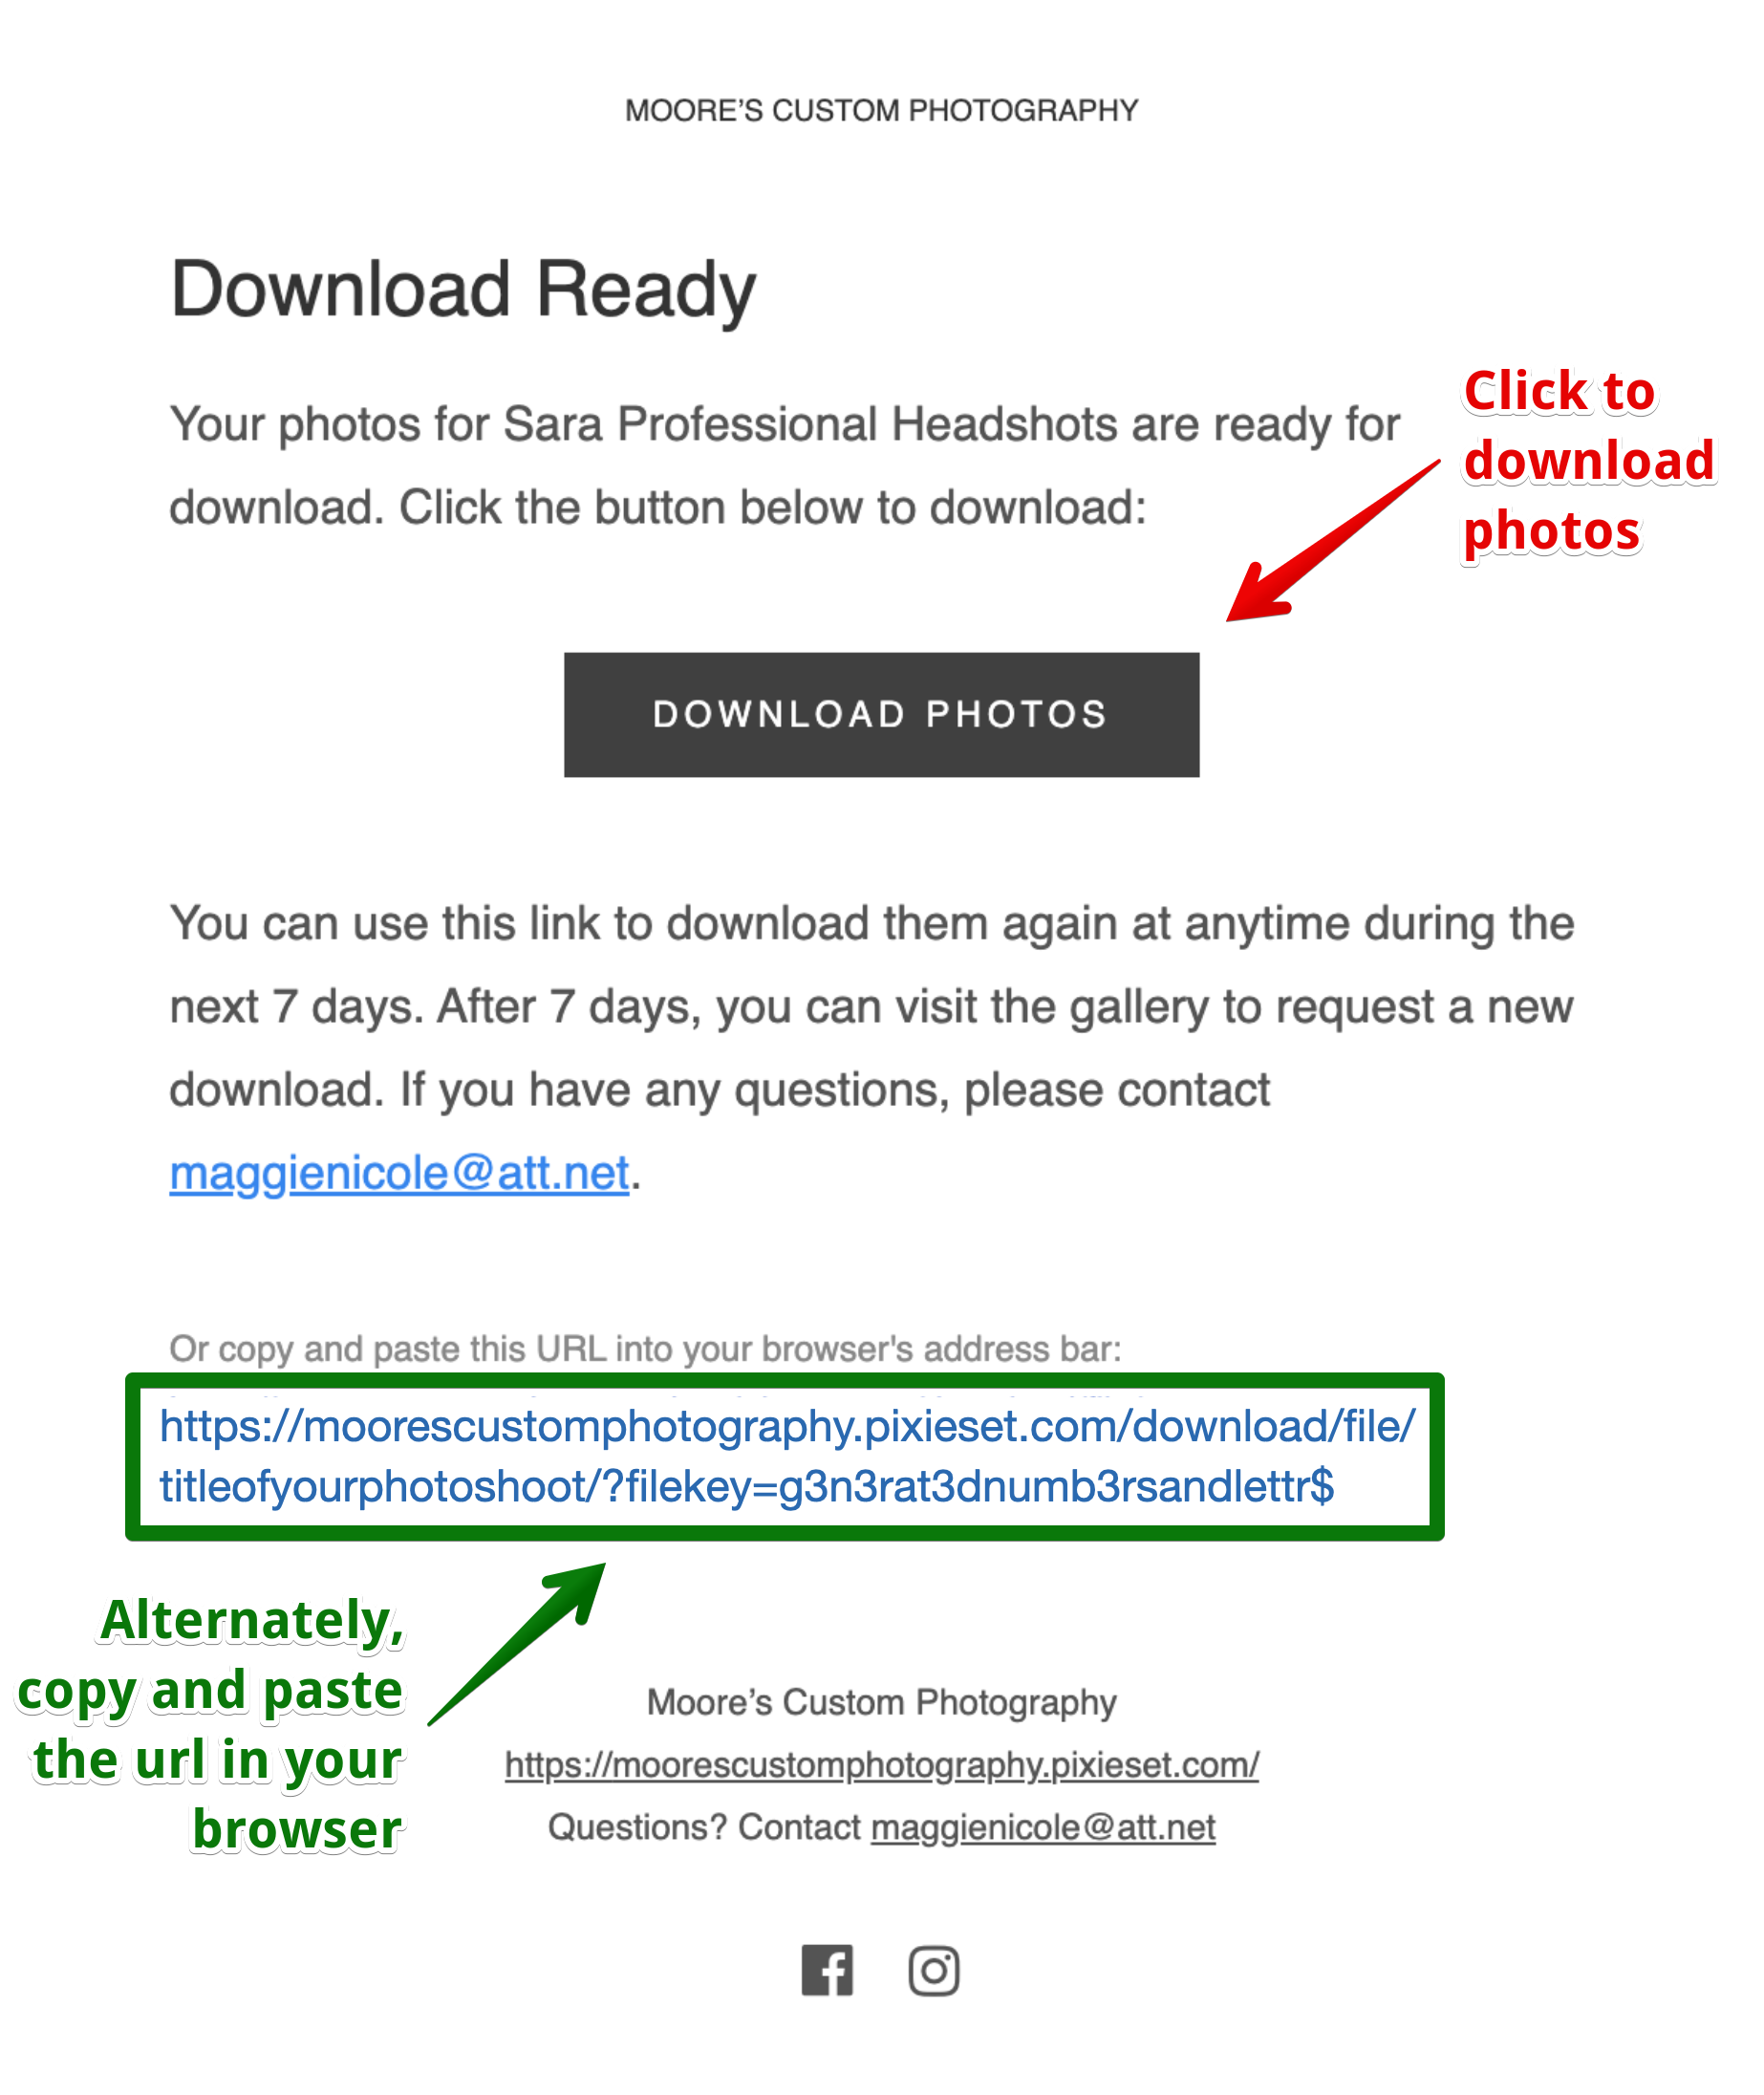 MOORE'S CUSTOM PHOTOGRAPHY
Download Ready
Your photos for Sara Professional Headshots are ready for
download. Click the button below to download:
Click to
download
photos
DOWNLOAD PHOTOS
You can use this link to download them again at anytime during the
next 7 days. After 7 days, you can visit the gallery to request a new
download. If you have any questions, please contact
maggienicole@att.net.
Or copy and paste this URL into your browser's address bar:
https://moorescustomphotography.pixieset.com/download/file/
titleofyourphotoshoot/?filekey=g3n3rat3dnumb3rsandlettr$
Alternately,
copy and paste
the url in your
browser
Moore's Custom Photography
https://moorescustomphotography.pixieset.com/
Questions? Contact maggienicole@att.net